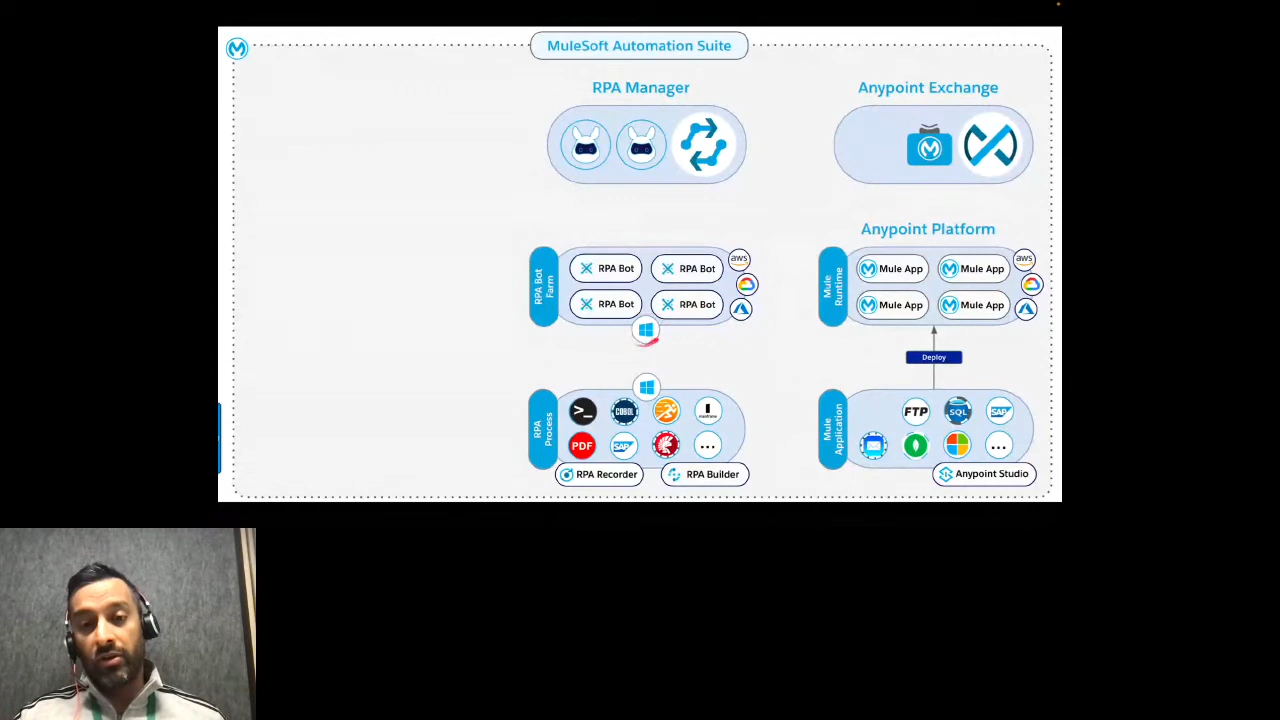 MuleSoft Automation Suite
RPA Manager
Anypoint Exchange
Anypoint Platform
RPA Bot
Farm
RPA Bot
RPA Bot
aws
RPA Bot
RPA Bot
Mule
Runtime
Mule App
Mule App
aws
Mule App
Mule App
Deploy
RPA
Process
>_
COBOL
PDF
SAP
...
RPA Recorder
RPA Builder
Mule
Application
FTP
SQL
SAP
...
Anypoint Studio